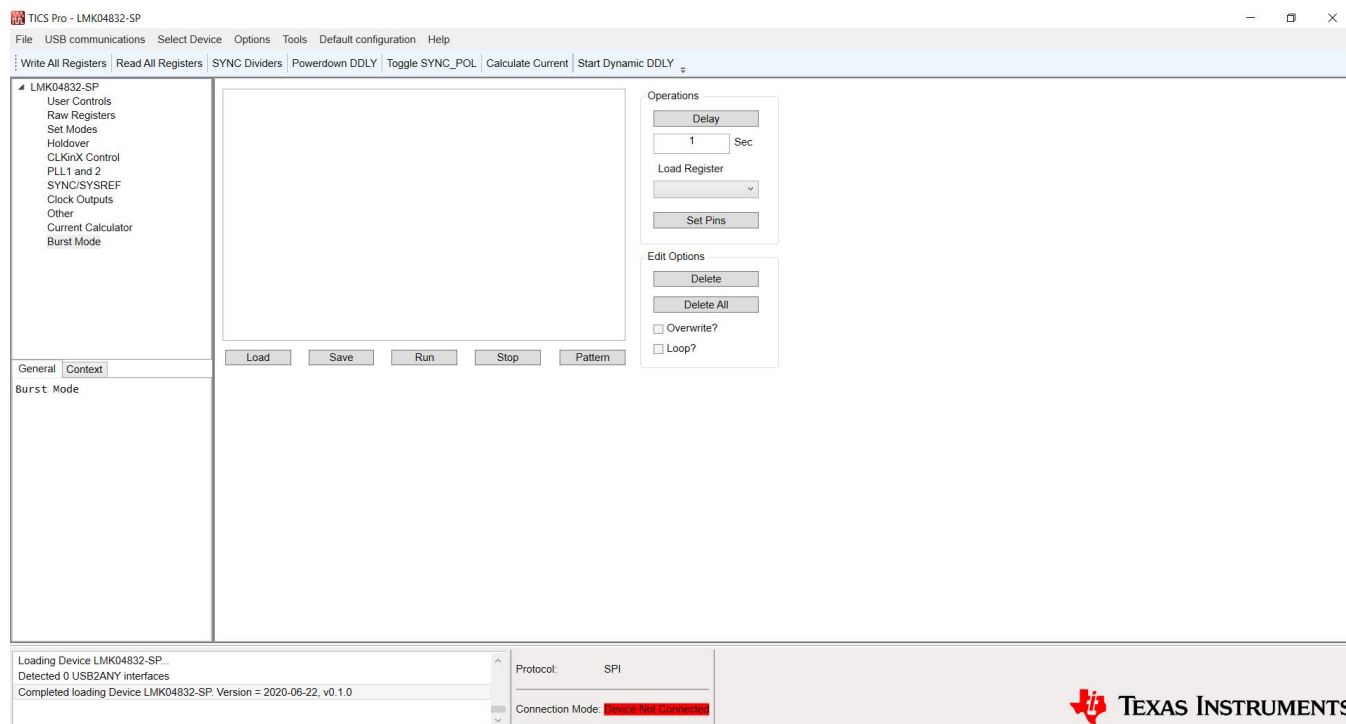 TICS Pro - LMK04832-SP
File USB communications Select Device Options Tools Default configuration Help
Write All Registers Read All Registers SYNC Dividers Powerdown DDLY Toggle SYNC_POL Calculate Current Start Dynamic DDLY
LMK04832-SP
User Controls
Raw Registers
Set Modes
Holdover
CLKinX Control
PLL1 and 2
SYNC/SYSREF
Clock Outputs
Other
Current Calculator
Burst Mode
Operations
Delay
1 Sec
Load Register
Set Pins
Edit Options
Delete
Delete All
Overwrite?
Loop?
Load Save Run Stop Pattern
General Context
Burst Mode
Loading Device LMK04832-SP...
Detected 0 USB2ANY interfaces
Completed loading Device LMK04832-SP. Version = 2020-06-22, v0.1.0
Protocol: SPI
Connection Mode: Device Not Connected
TEXAS INSTRUMENTS